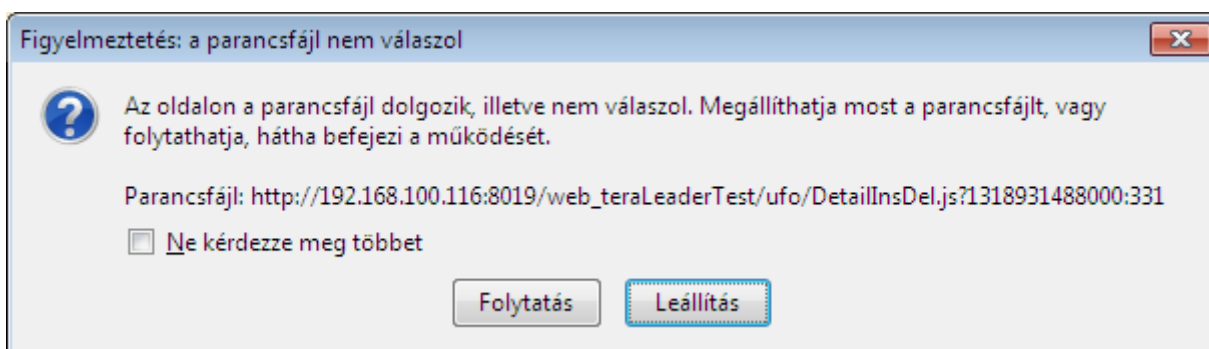 Figyelmeztetés: a parancsfájl nem válaszol
Az oldalon a parancsfájl dolgozik, illetve nem válaszol. Megállíthatja most a parancsfájlt, vagy
folytathatja, hátha befejezi a működését.
Parancsfájl: http://192.168.100.116:8019/web_teraLeaderTest/ufo/DetailInsDel.js?1318931488000:331
Ne kérdezze meg többet
Folytatás
Leállítás